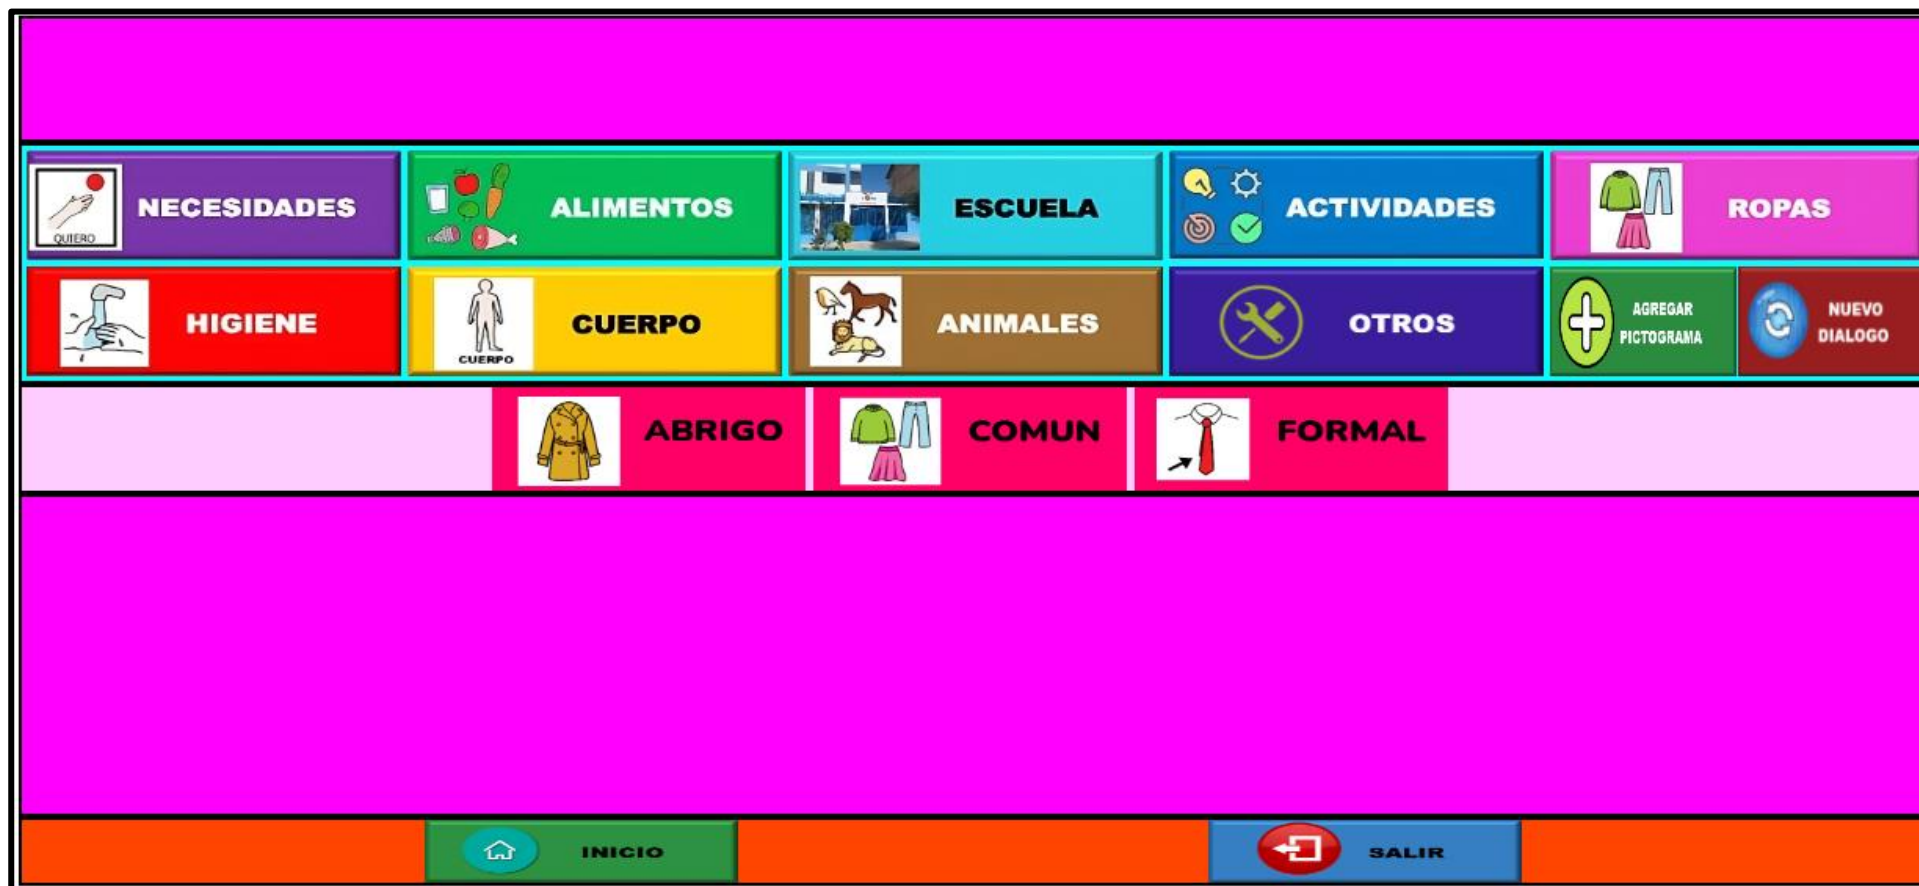 NECESIDADES
QUIERO
ALIMENTOS
ESCUELA
ACTIVIDADES
ROPAS
HIGIENE
CUERPO
CUERPO
ANIMALES
OTROS
AGREGAR
PICTOGRAMA
NUEVO
DIALOGO
ABRIGO
COMUN
FORMAL
INICIO
SALIR